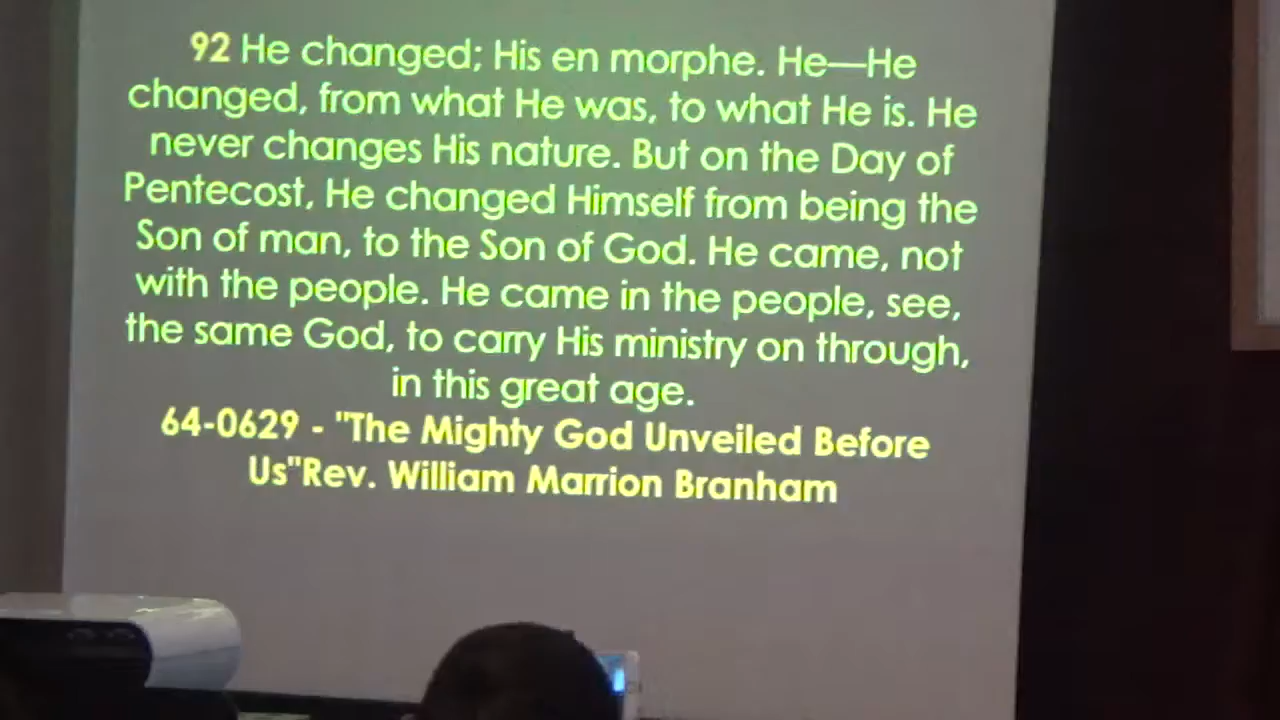 92 He changed; His en morphe. He—He
changed, from what He was, to what He is. He
never changes His nature. But on the Day of
Pentecost, He changed Himself from being the
Son of man, to the Son of God. He came, not
with the people. He came in the people, see,
the same God, to carry His ministry on through,
in this great age.
64-0629 - "The Mighty God Unveiled Before
Us"Rev. William Marrion Branham